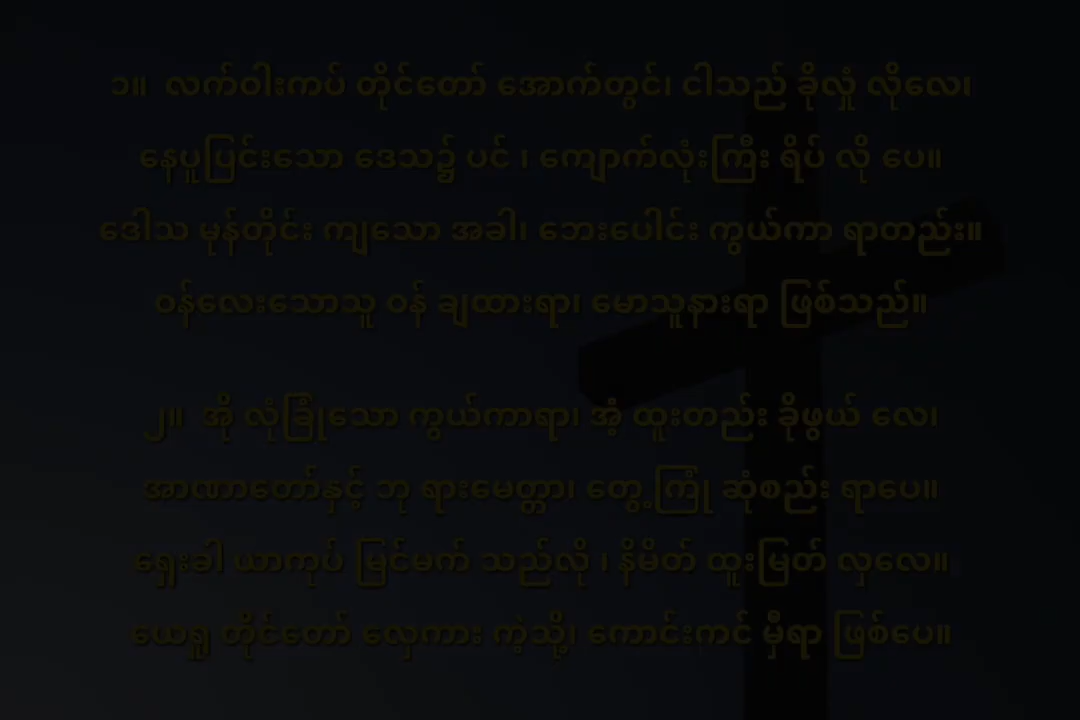 ၁။ လက်ဝါးကပ် တိုင်တော် အောက်တွင်၊ ငါသည် ခိုလှုံ လိုလေ၊
နေပူပြင်းသော ဒေသ၌ ပင် ၊ ကျောက်လုံးကြီး ရိပ် လို ပေ။
ဒေါသ မုန်တိုင်း ကျသော အခါ၊ ဘေးပေါင်း ကွယ်ကာ ရာတည်း။
ဝန်လေးသောသူ ဝန် ချထားရာ၊ မောသူနားရာ ဖြစ်သည်။
၂။ အို လုံခြုံသော ကွယ်ကာရာ၊ အံ့ ထူးတည်း ခိုဖွယ် လေ၊
အာဏာတော်နှင့် ဘု ရားမေတ္တာ၊ တွေ့ကြုံ ဆုံစည်း ရာပေ။
ရှေးခါ ယာကုပ် မြင်မက် သည်လို ၊ နိမိတ် ထူးမြတ် လှလေ။
ယေရှူ တိုင်တော် လှေကား ကဲ့သို့၊ ကောင်းကင် မှီရာ ဖြစ်ပေ။